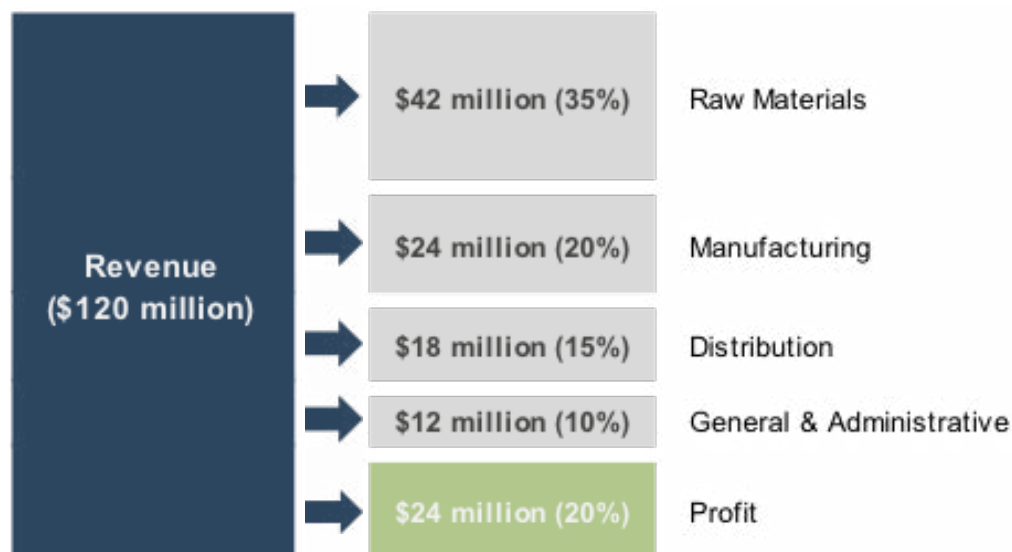 Revenue
($120 million)
$42 million (35%)
Raw Materials
$24 million (20%)
Manufacturing
$18 million (15%)
Distribution
$12 million (10%)
General & Administrative
$24 million (20%)
Profit